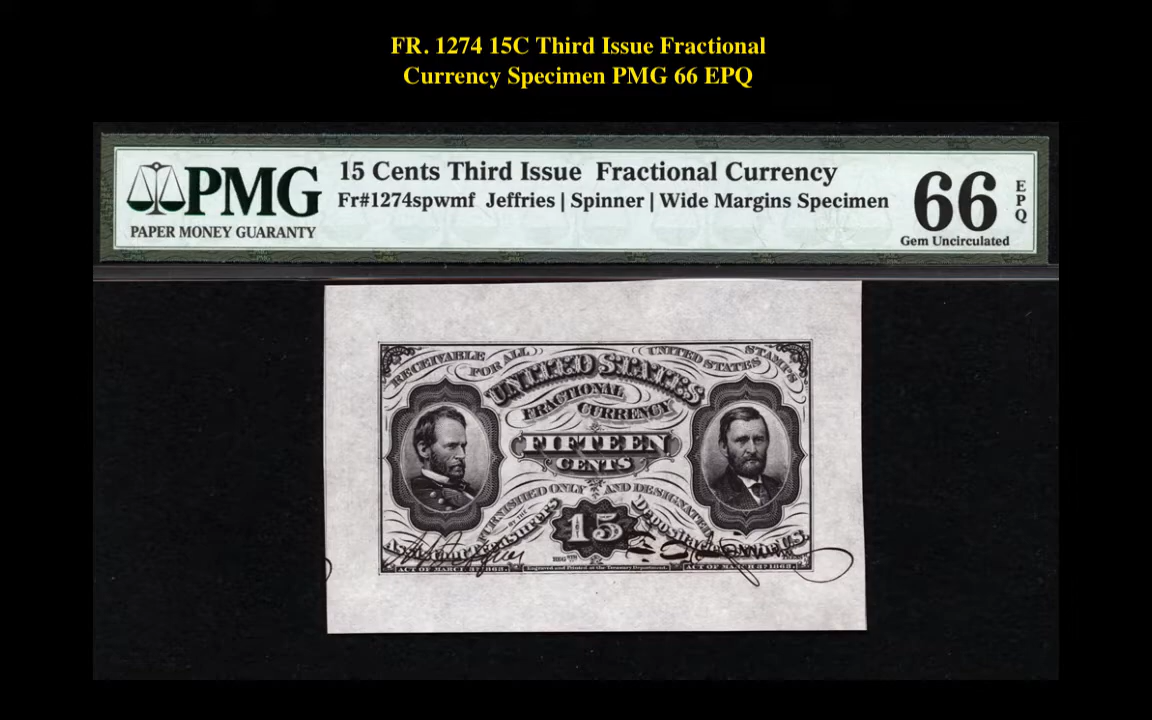 FR. 1274 15C Third Issue Fractional
Currency Specimen PMG 66 EPQ
PMG
PAPER MONEY GUARANTY
15 Cents Third Issue Fractional Currency
Fr#1274spwmf Jeffries | Spinner | Wide Margins Specimen
66
EPQ
Gem Uncirculated
RECEIVABLE FOR ALL UNITED STATES STAMPS
UNITED STATES
FRACTIONAL
CURRENCY
FIFTEEN
CENTS
FURNISHED ONLY AND DESIGNATED
BY THE
ASSISTANT TREASURERS DEPOSITARIES OF THE U.S.
15
ACT OF MARCH 3D 1863. Engraved and Printed at the Treasury Department. ACT OF MARCH 3D 1863.